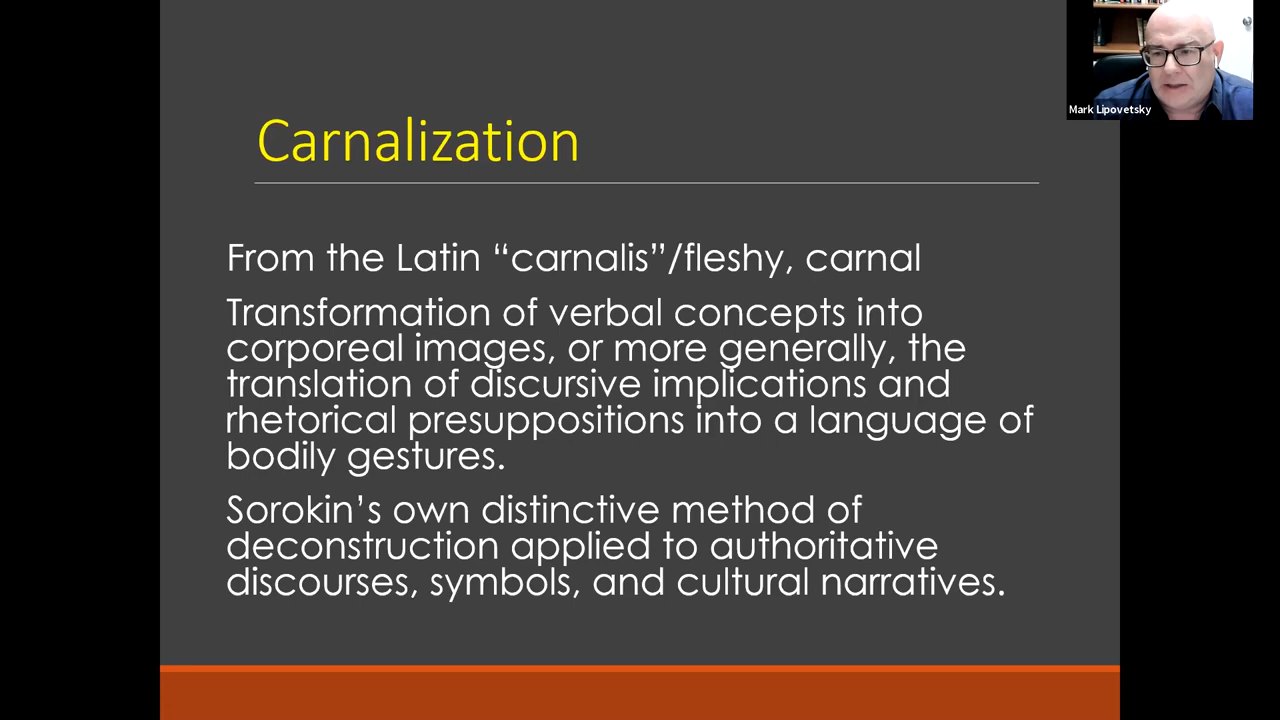 Mark Lipovetsky
Carnalization
From the Latin “carnalis”/fleshy, carnal
Transformation of verbal concepts into
corporeal images, or more generally, the
translation of discursive implications and
rhetorical presuppositions into a language of
bodily gestures.
Sorokin’s own distinctive method of
deconstruction applied to authoritative
discourses, symbols, and cultural narratives.